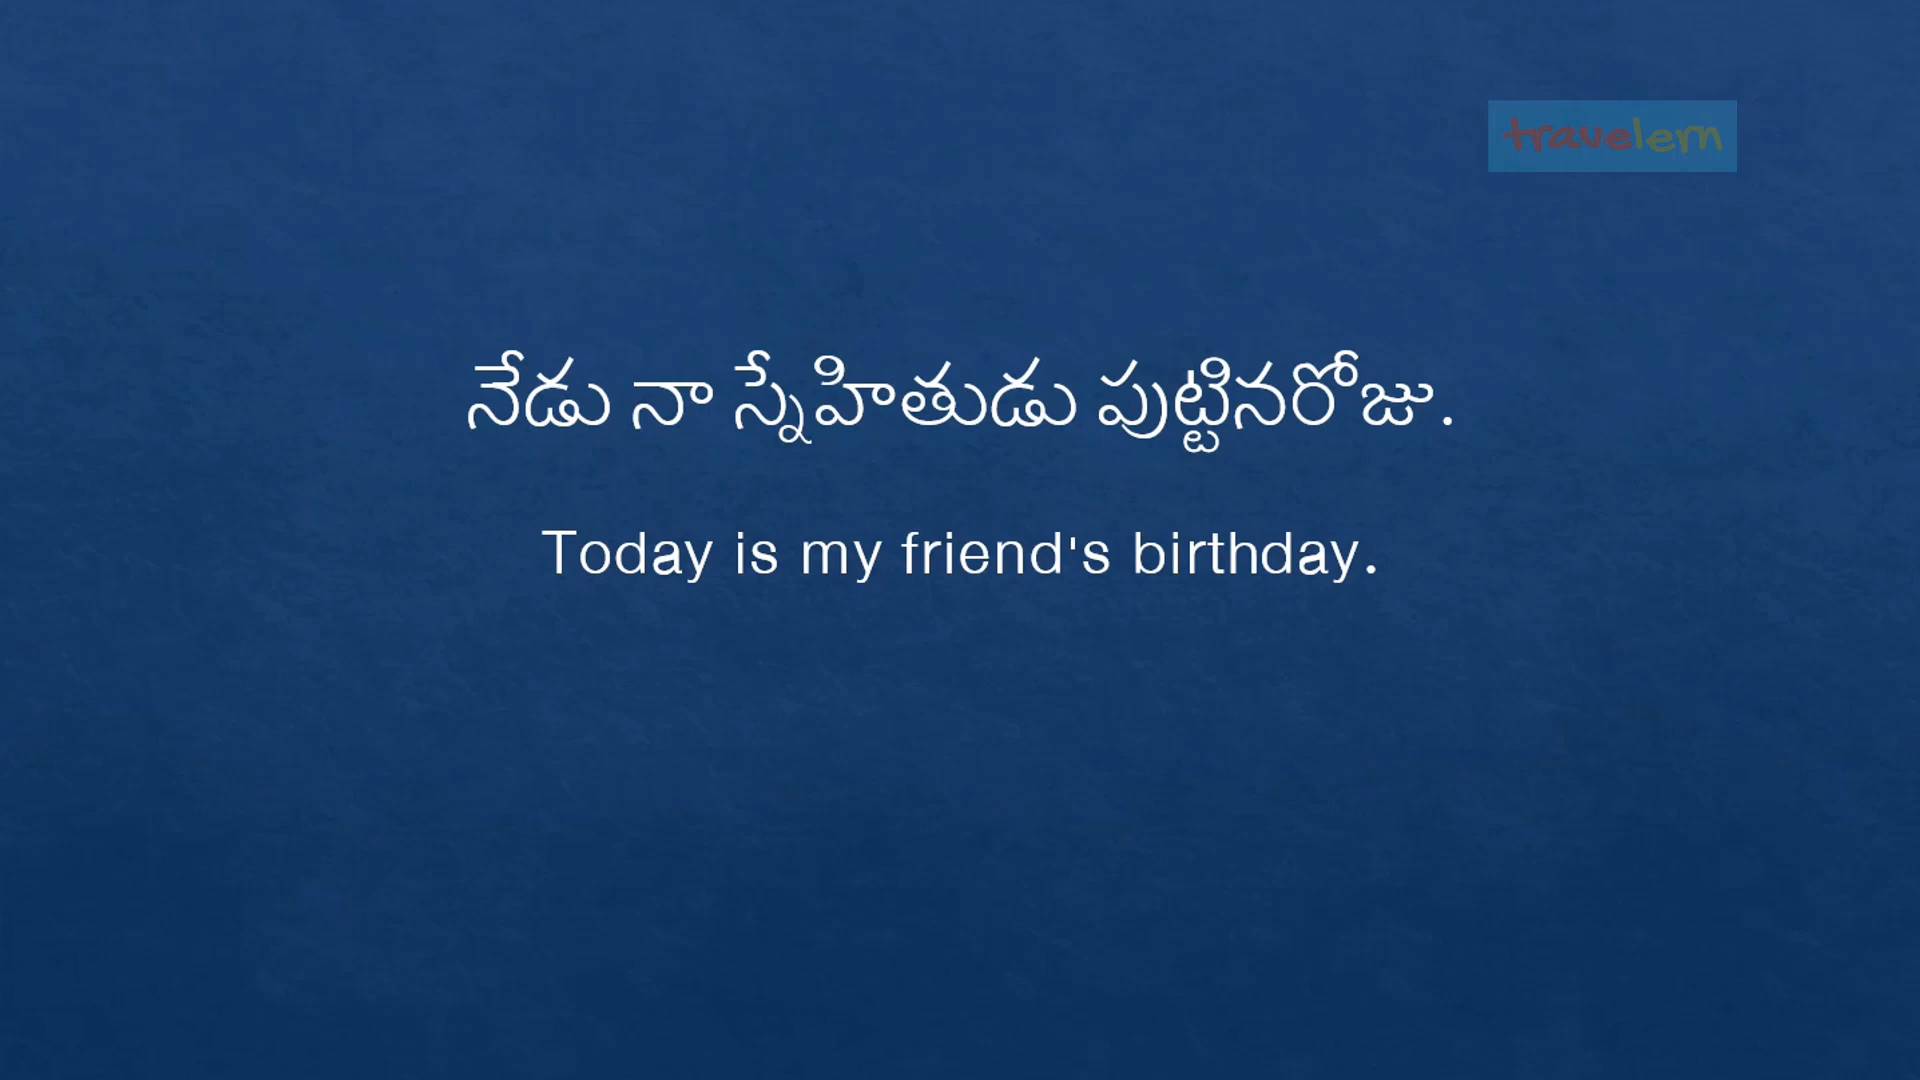 travelern
నేడు నా స్నేహితుడు పుట్టినరోజు.
Today is my friend's birthday.